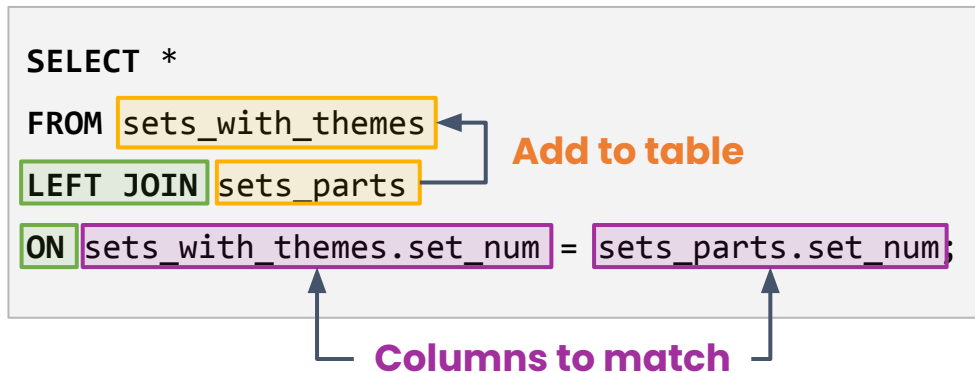 SELECT *
FROM sets_with_themes
Add to table
LEFT JOIN sets_parts
ON sets_with_themes.set_num = sets_parts.set_num;
Columns to match